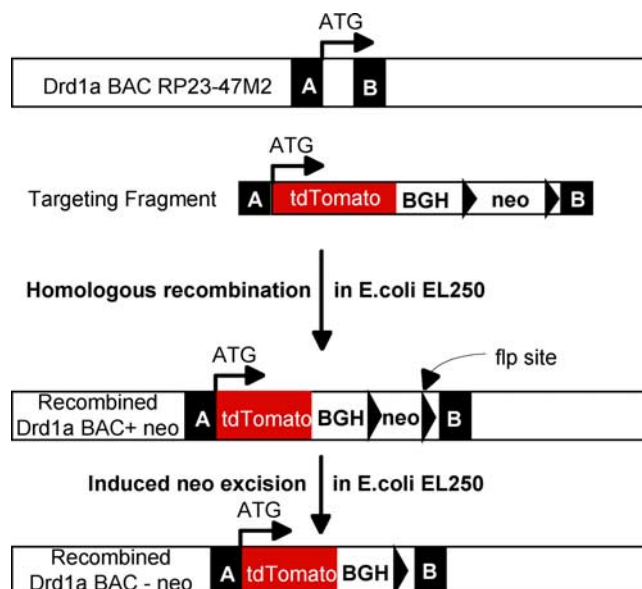 ATG
Drd1a BAC RP23-47M2 A B
ATG
Targeting Fragment A tdTomato BGH neo B
Homologous recombination in E.coli EL250
ATG
flp site
Recombined
Drd1a BAC+ neo A tdTomato BGH neo B
Induced neo excision in E.coli EL250
ATG
Recombined
Drd1a BAC - neo A tdTomato BGH B